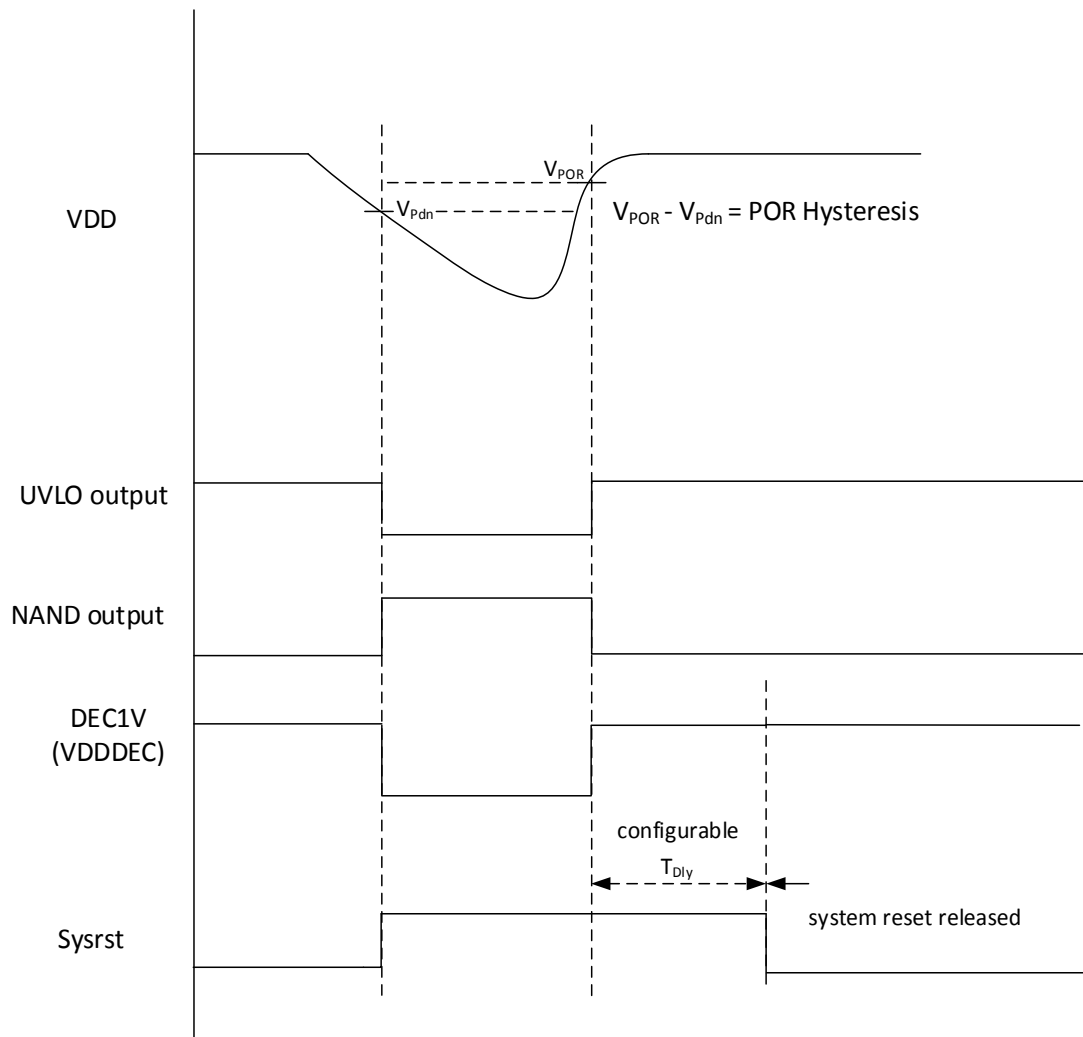 VDD
VPOR
VPdn
VPOR - VPdn = POR Hysteresis
UVLO output
NAND output
DEC1V
(VDDDEC)
configurable
TDly
system reset released
Sysrst